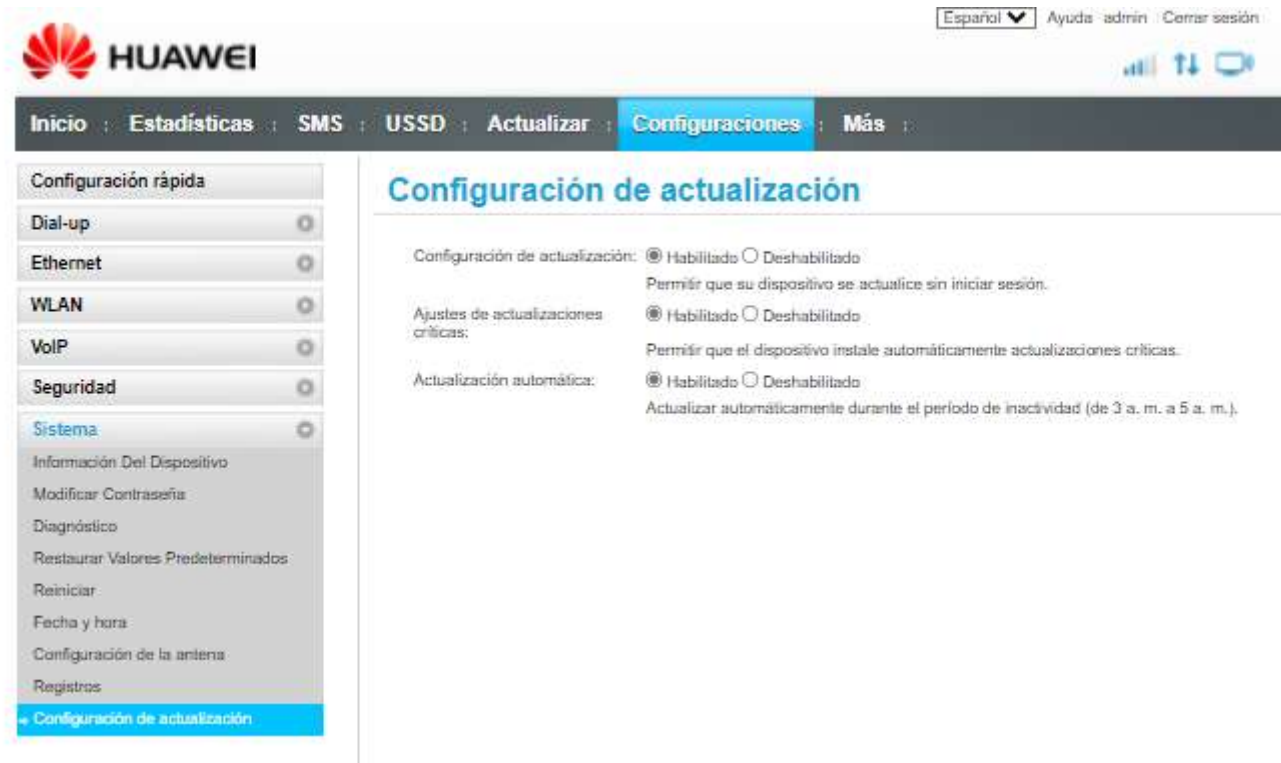 Español Ayuda admin Cerrar sesión
HUAWEI
Inicio Estadísticas SMS USSD Actualizar Configuraciones Más
Configuración rápida
Dial-up
Ethernet
WLAN
VoIP
Seguridad
Sistema
Información Del Dispositivo
Modificar Contraseña
Diagnóstico
Restaurar Valores Predeterminados
Reiniciar
Fecha y hora
Configuración de la antena
Registros
Configuración de actualización
Configuración de actualización
Configuración de actualización: Habilitado Deshabilitado
Permitir que su dispositivo se actualice sin iniciar sesión.
Ajustes de actualizaciones
críticas:
Habilitado Deshabilitado
Permitir que el dispositivo instale automáticamente actualizaciones críticas.
Actualización automática: Habilitado Deshabilitado
Actualizar automáticamente durante el período de inactividad (de 3 a. m. a 5 a. m.).